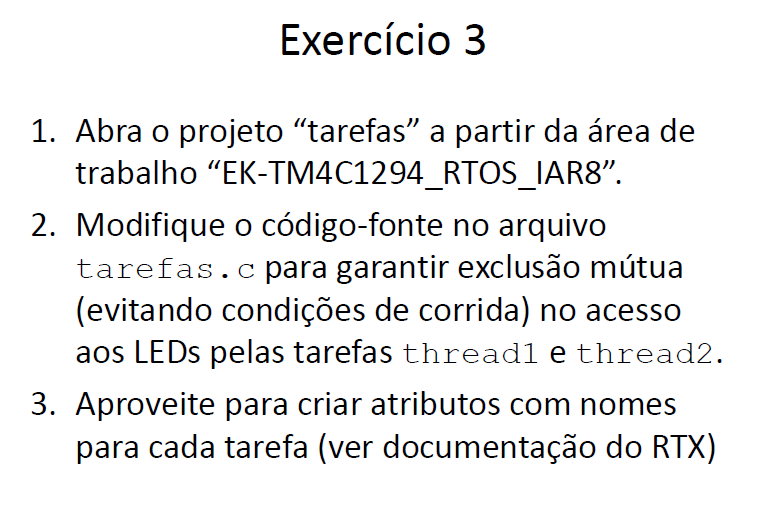 Exercício 3
1. Abra o projeto “tarefas” a partir da área de
trabalho “EK-TM4C1294_RTOS_IAR8”.
2. Modifique o código-fonte no arquivo
tarefas.c para garantir exclusão mútua
(evitando condições de corrida) no acesso
aos LEDs pelas tarefas thread1 e thread2.
3. Aproveite para criar atributos com nomes
para cada tarefa (ver documentação do RTX)